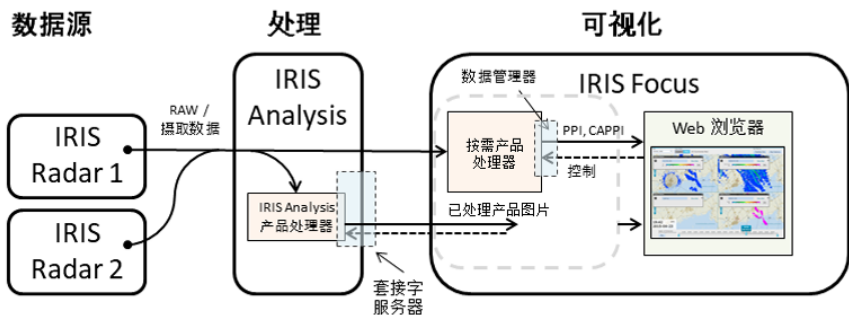 数据源
处理
可视化
IRIS
Analysis
数据管理器
IRIS Focus
RAW /
摄取数据
IRIS
Radar 1
按需产品
处理器
PPI, CAPPI
控制
Web 浏览器
IRIS Analysis
产品处理器
已处理产品图片
IRIS
Radar 2
套接字
服务器